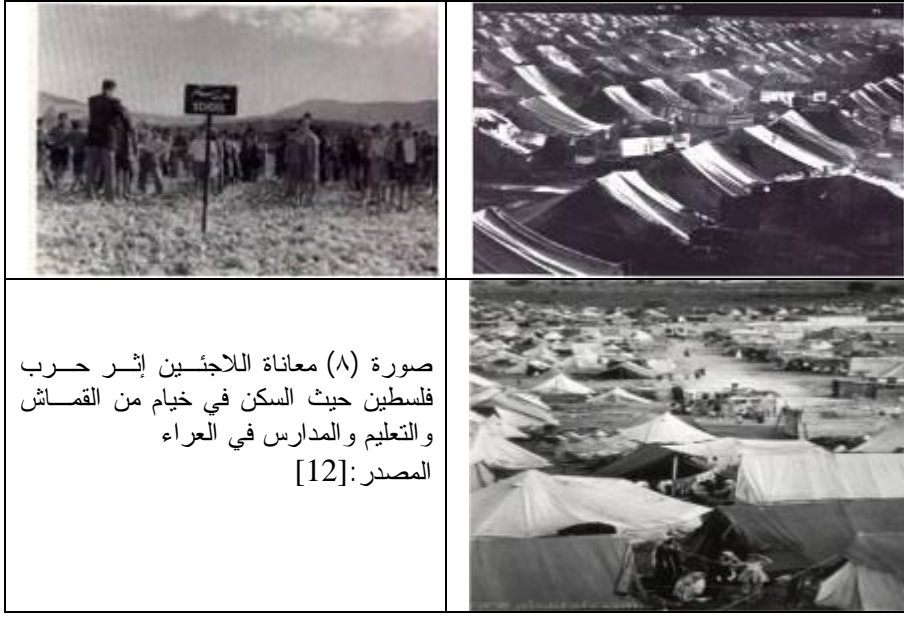 صورة (٨) معاناة اللاجئين إثر حرب
فلسطين حيث السكن في خيام من القماش
والتعليم والمدارس في العراء
المصدر:[12]